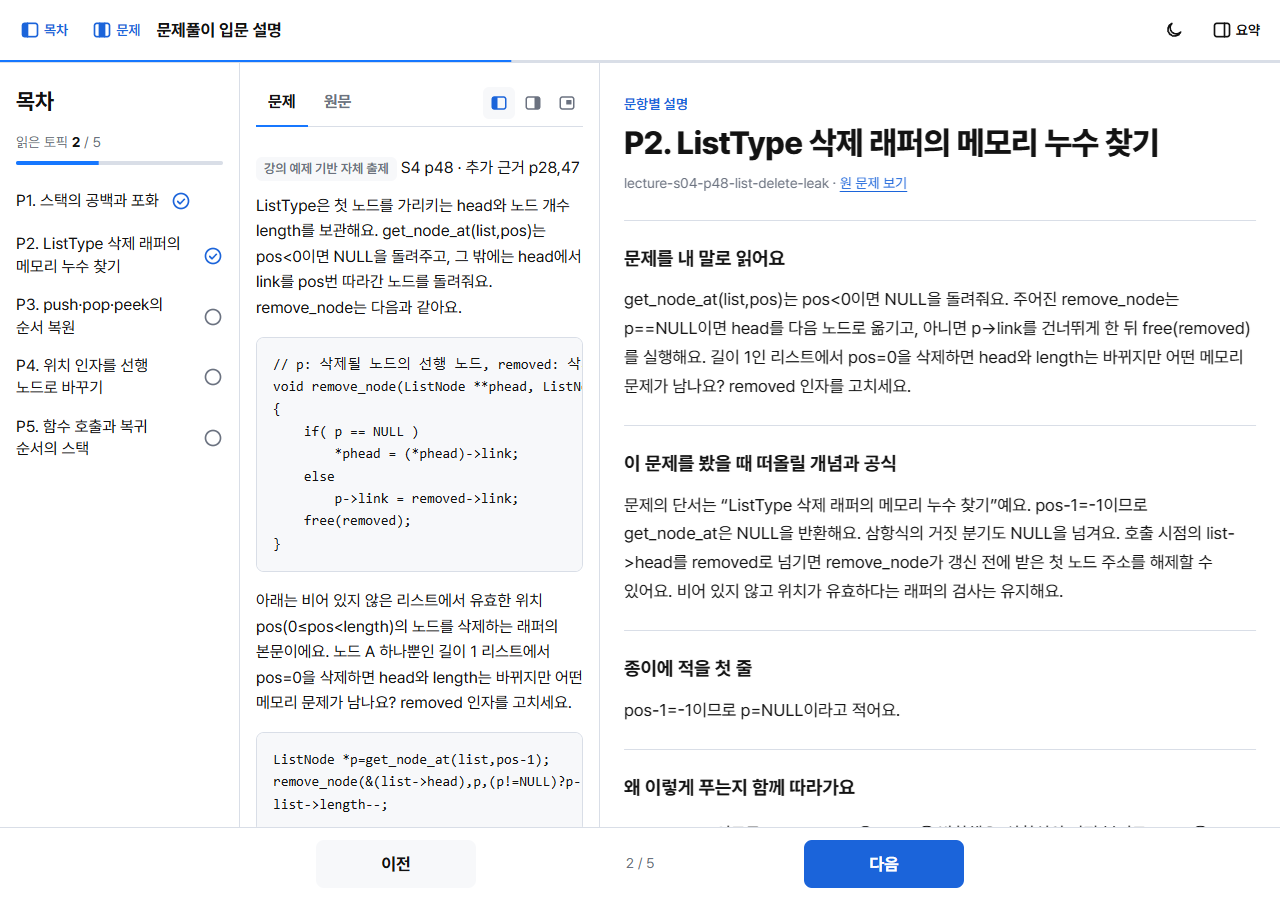 목차
문제
문제풀이 입문 설명
요약
목차
읽은 토픽 2 / 5
P1. 스택의 공백과 포화
P2. ListType 삭제 래퍼의
메모리 누수 찾기
P3. push·pop·peek의
순서 복원
P4. 위치 인자를 선행
노드로 바꾸기
P5. 함수 호출과 복귀
순서의 스택
문제
원문
강의 예제 기반 자체 출제 S4 p48 · 추가 근거 p28,47
ListType은 첫 노드를 가리키는 head와 노드 개수
length를 보관해요. get_node_at(list,pos)는
pos<0이면 NULL을 돌려주고, 그 밖에는 head에서
link를 pos번 따라간 노드를 돌려줘요.
remove_node는 다음과 같아요.
// p: 삭제될 노드의 선행 노드, removed: 삭
void remove_node(ListNode **phead, ListN
{
if( p == NULL )
*phead = (*phead)->link;
else
p->link = removed->link;
free(removed);
}
아래는 비어 있지 않은 리스트에서 유효한 위치
pos(0≤pos<length)의 노드를 삭제하는 래퍼의
본문이에요. 노드 A 하나뿐인 길이 1 리스트에서
pos=0을 삭제하면 head와 length는 바뀌지만 어떤
메모리 문제가 남나요? removed 인자를 고치세요.
ListNode *p=get_node_at(list,pos-1);
remove_node(&(list->head),p,(p!=NULL)?p-
list->length--;
문항별 설명
P2. ListType 삭제 래퍼의 메모리 누수 찾기
lecture-s04-p48-list-delete-leak · 원 문제 보기
문제를 내 말로 읽어요
get_node_at(list,pos)는 pos<0이면 NULL을 돌려줘요. 주어진 remove_node는
p==NULL이면 head를 다음 노드로 옮기고, 아니면 p→link를 건너뛰게 한 뒤 free(removed)
를 실행해요. 길이 1인 리스트에서 pos=0을 삭제하면 head와 length는 바뀌지만 어떤 메모리
문제가 남나요? removed 인자를 고치세요.
이 문제를 봤을 때 떠올릴 개념과 공식
문제의 단서는 “ListType 삭제 래퍼의 메모리 누수 찾기”예요. pos-1=-1이므로
get_node_at은 NULL을 반환해요. 삼항식의 거짓 분기도 NULL을 넘겨요. 호출 시점의 list-
>head를 removed로 넘기면 remove_node가 갱신 전에 받은 첫 노드 주소를 해제할 수
있어요. 비어 있지 않고 위치가 유효하다는 래퍼의 검사는 유지해요.
종이에 적을 첫 줄
pos-1=-1이므로 p=NULL이라고 적어요.
왜 이렇게 푸는지 함께 따라가요
이전
2 / 5
다음